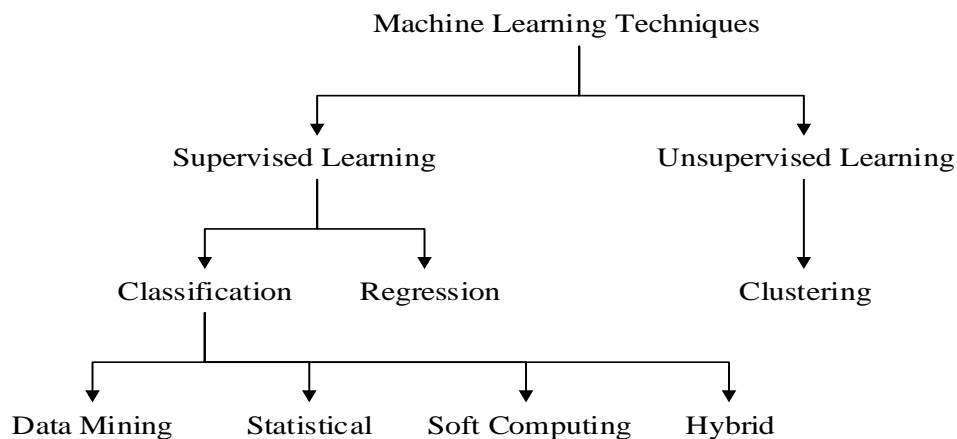 Machine Learning Techniques
Supervised Learning
Unsupervised Learning
Classification
Regression
Clustering
Data Mining
Statistical
Soft Computing
Hybrid